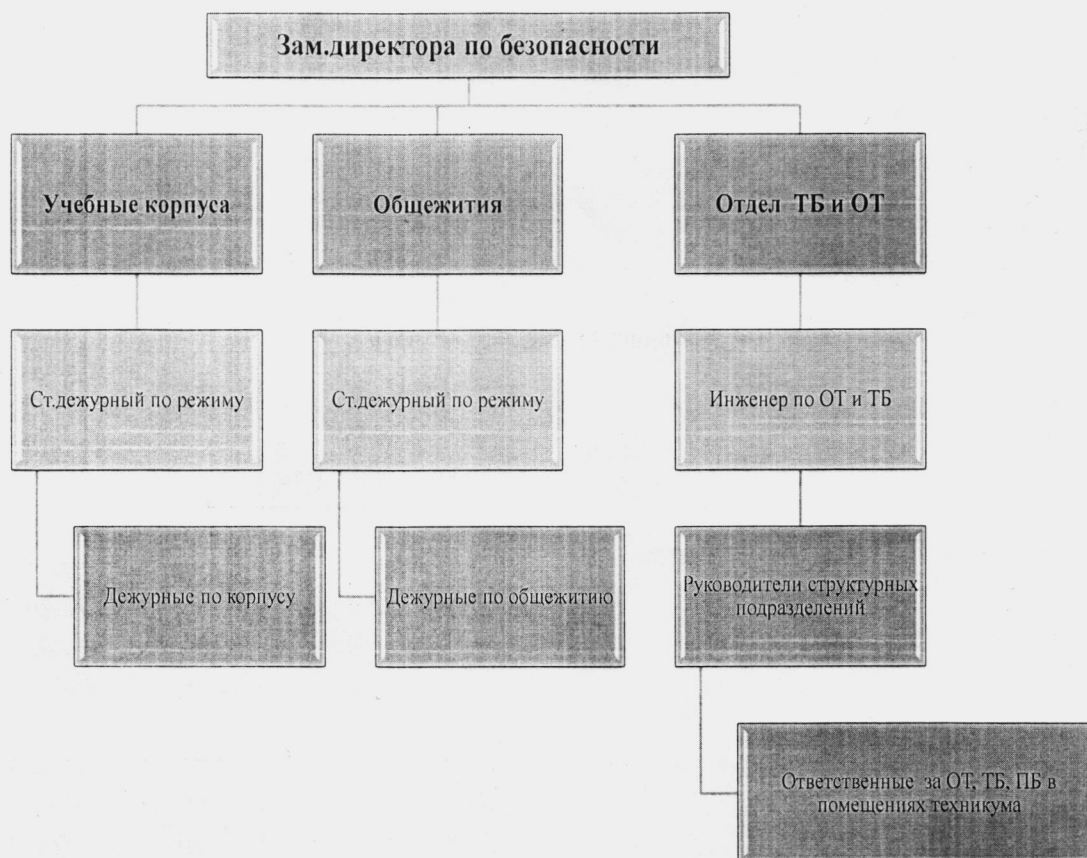 Зам.директора по безопасности
Учебные корпуса
Общежития
Отдел ТБ и ОТ
Ст.дежурный по режиму
Ст.дежурный по режиму
Инженер по ОТ и ТБ
Дежурные по корпусу
Дежурные по общежитию
Руководители структурных
подразделений
Ответственные за ОТ, ТБ, ПБ в
помещениях техникума